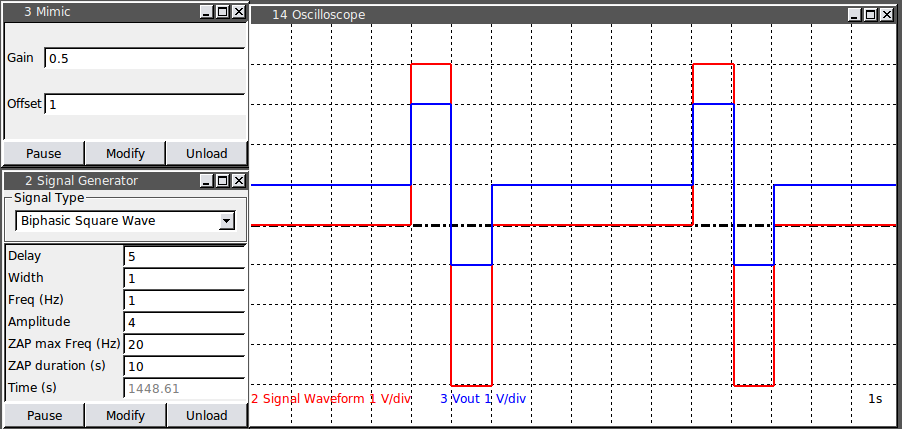 3 Mimic
Gain 0.5
Offset 1
Pause Modify Unload
2 Signal Generator
Signal Type
Biphasic Square Wave
Delay 5
Width 1
Freq (Hz) 1
Amplitude 4
ZAP max Freq (Hz) 20
ZAP duration (s) 10
Time (s) 1448.61
Pause Modify Unload
14 Oscilloscope
2 Signal Waveform 1 V/div 3 Vout 1 V/div 1s